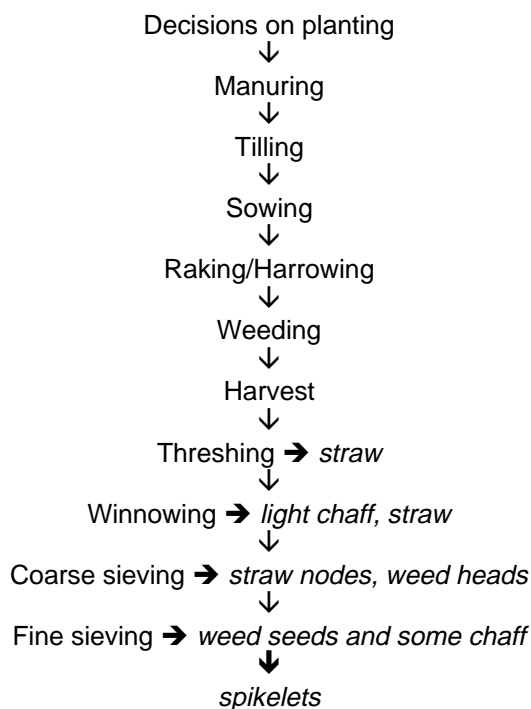 Decisions on planting
↓
Manuring
↓
Tilling
↓
Sowing
↓
Raking/Harrowing
↓
Weeding
↓
Harvest
↓
Threshing ➔ straw
↓
Winnowing ➔ light chaff, straw
↓
Coarse sieving ➔ straw nodes, weed heads
↓
Fine sieving ➔ weed seeds and some chaff
↓
spikelets